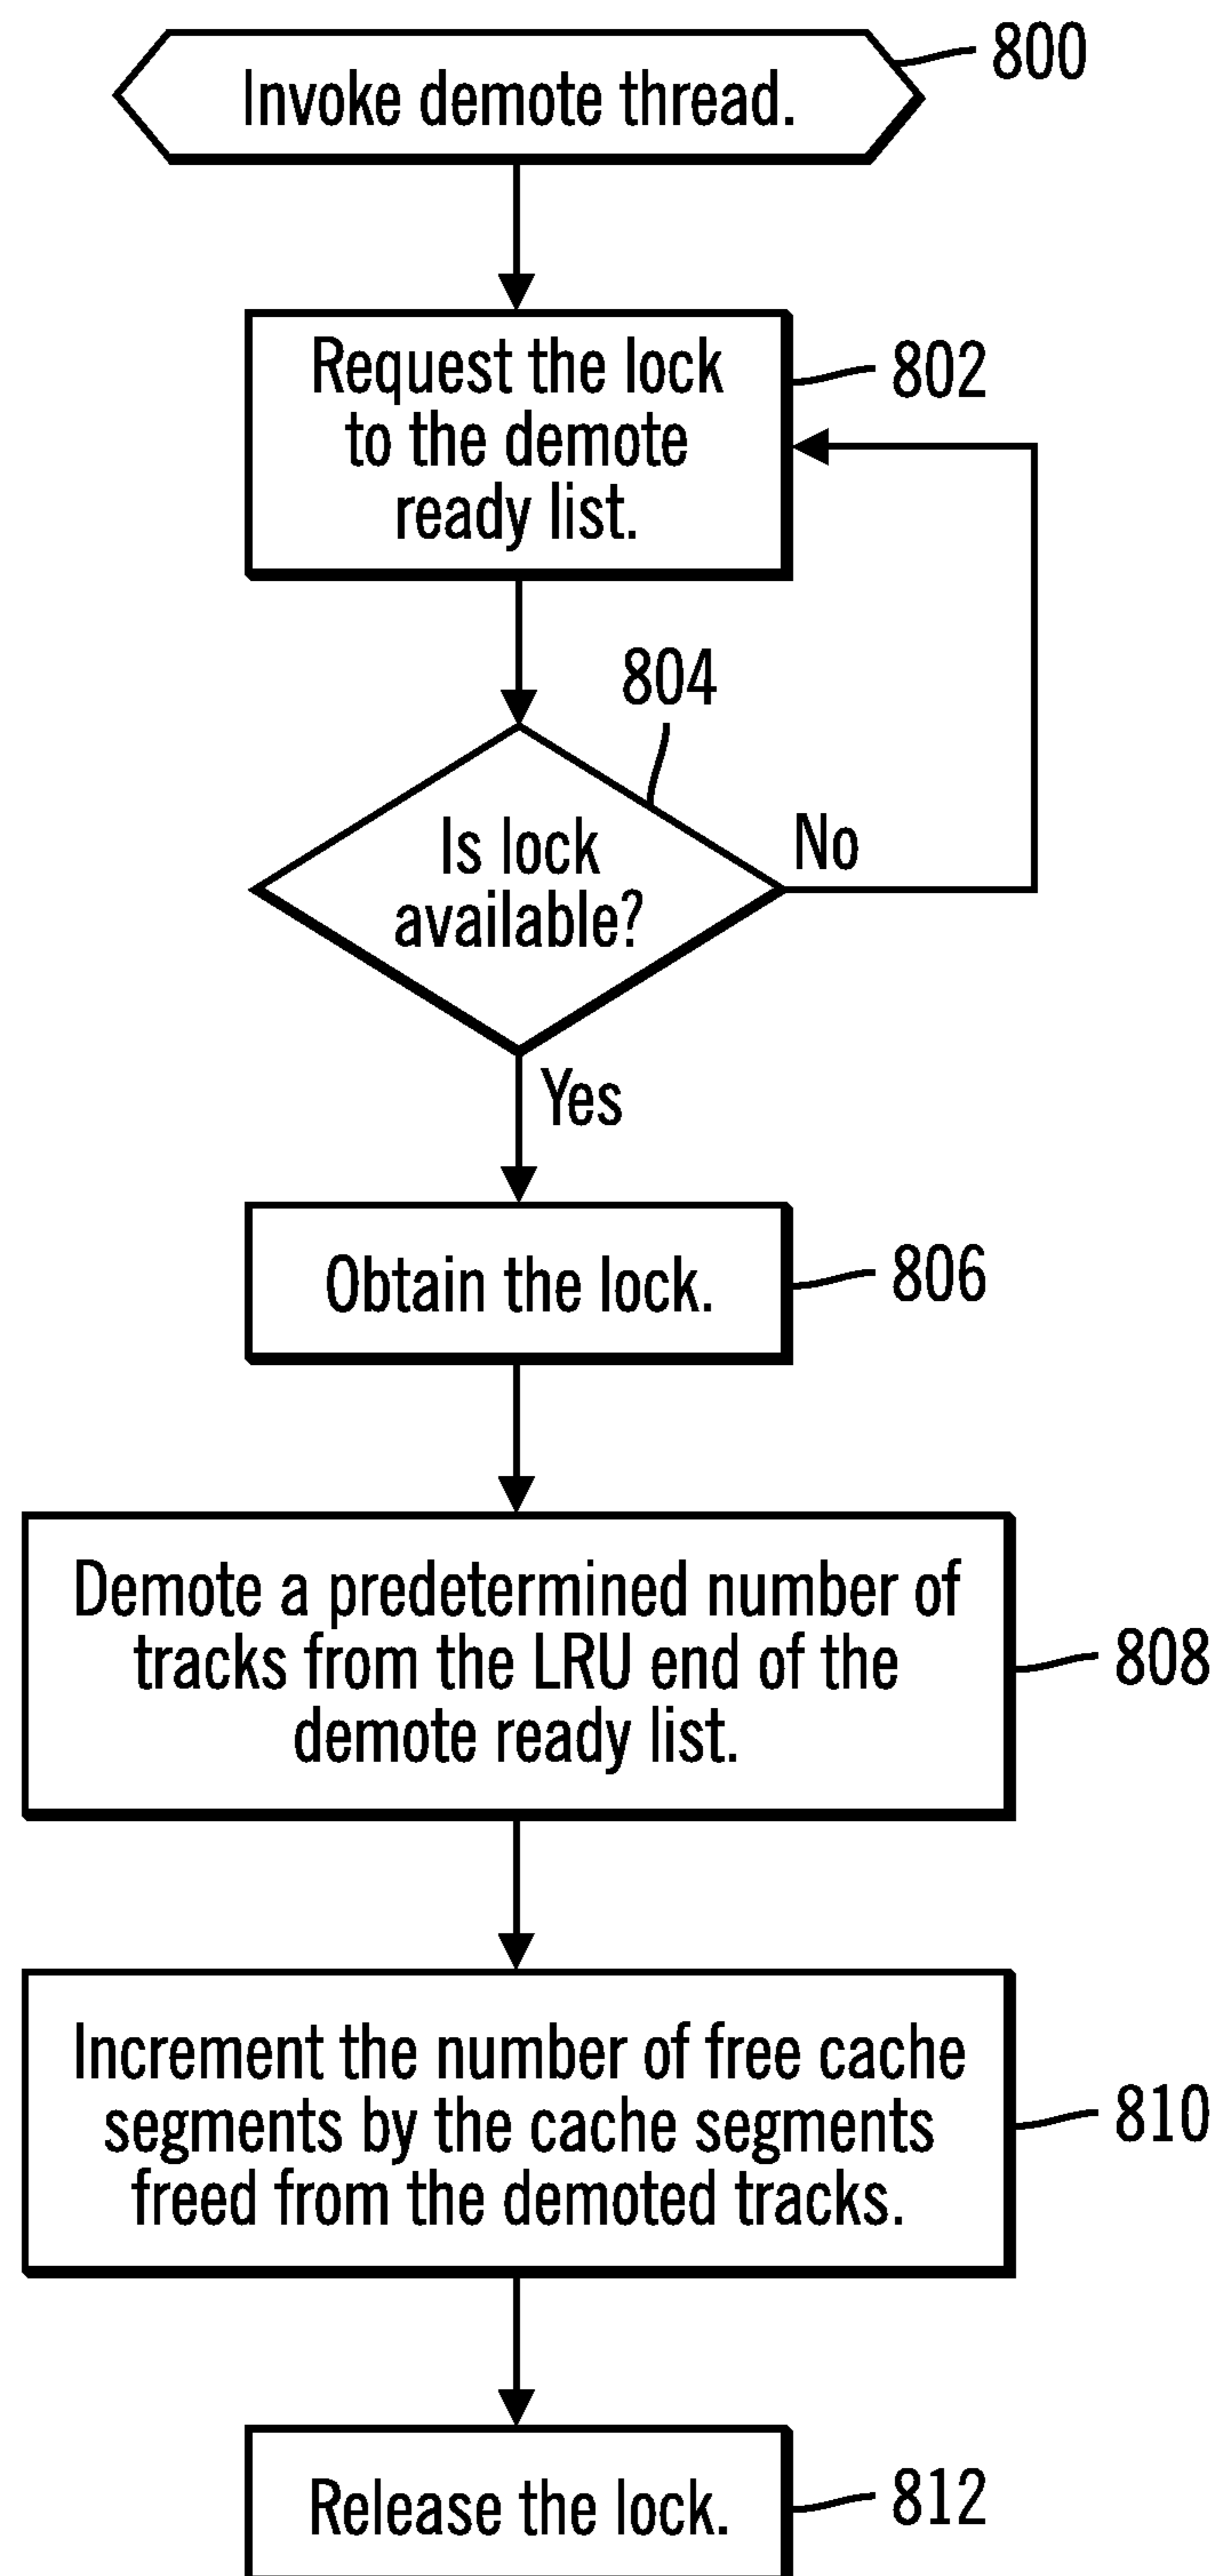 Invoke demote thread.
800
Request the lock
to the demote
ready list.
802
804
Is lock
available?
No
Yes
Obtain the lock.
806
Demote a predetermined number of
tracks from the LRU end of the
demote ready list.
808
Increment the number of free cache
segments by the cache segments
freed from the demoted tracks.
810
Release the lock.
812